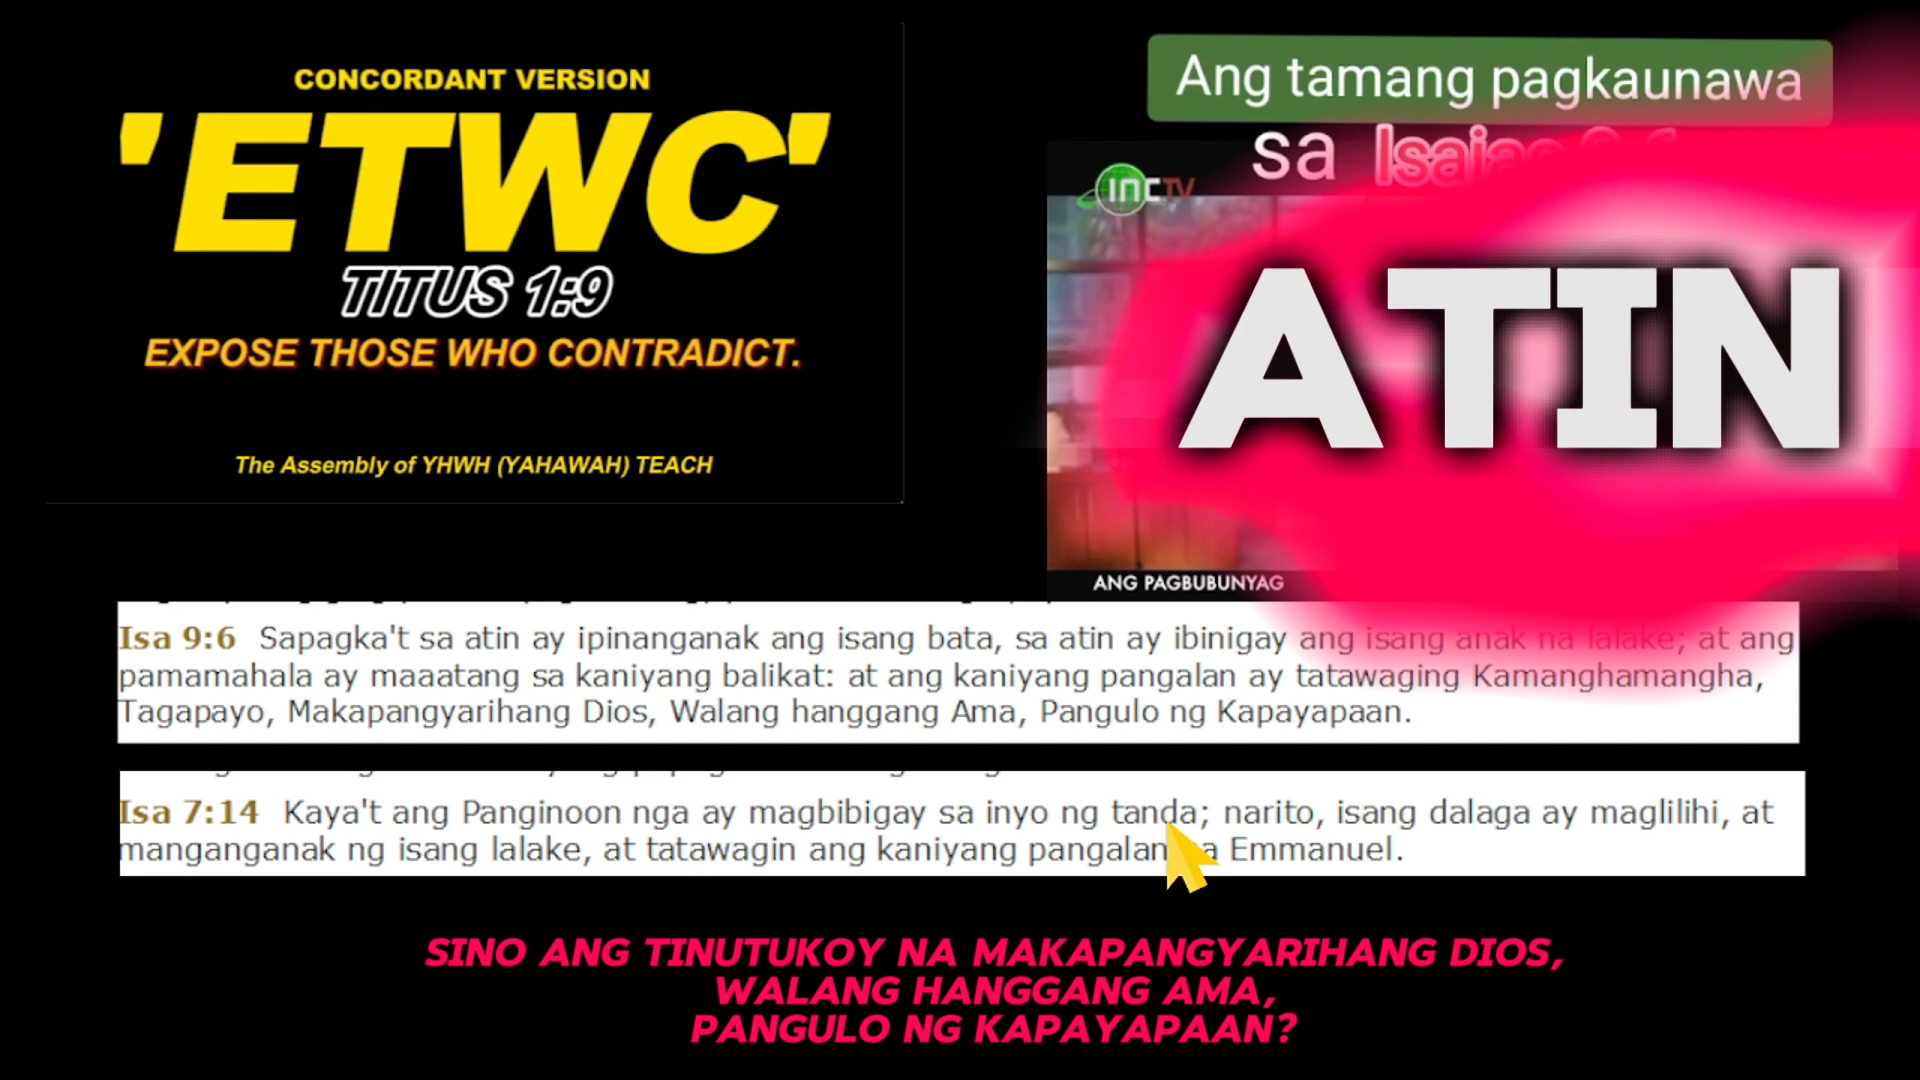 CONCORDANT VERSION
'ETWC'
TITUS 1:9
EXPOSE THOSE WHO CONTRADICT.
The Assembly of YHWH (YAHAWAH) TEACH
Ang tamang pagkaunawa
sa Isaias
INCTV
ATIN
ANG PAGBUBUNYAG
Isa 9:6 Sapagka't sa atin ay ipinanganak ang isang bata, sa atin ay ibinigay ang isang anak na lalake; at ang
pamamahala ay maaatang sa kaniyang balikat: at ang kaniyang pangalan ay tatawaging Kamanghamangha,
Tagapayo, Makapangyarihang Dios, Walang hanggang Ama, Pangulo ng Kapayapaan.
Isa 7:14 Kaya't ang Panginoon nga ay magbibigay sa inyo ng tanda; narito, isang dalaga ay maglilihi, at
manganganak ng isang lalake, at tatawagin ang kaniyang pangalan Emmanuel.
SINO ANG TINUTUKOY NA MAKAPANGYARIHANG DIOS,
WALANG HANGGANG AMA,
PANGULO NG KAPAYAPAAN?